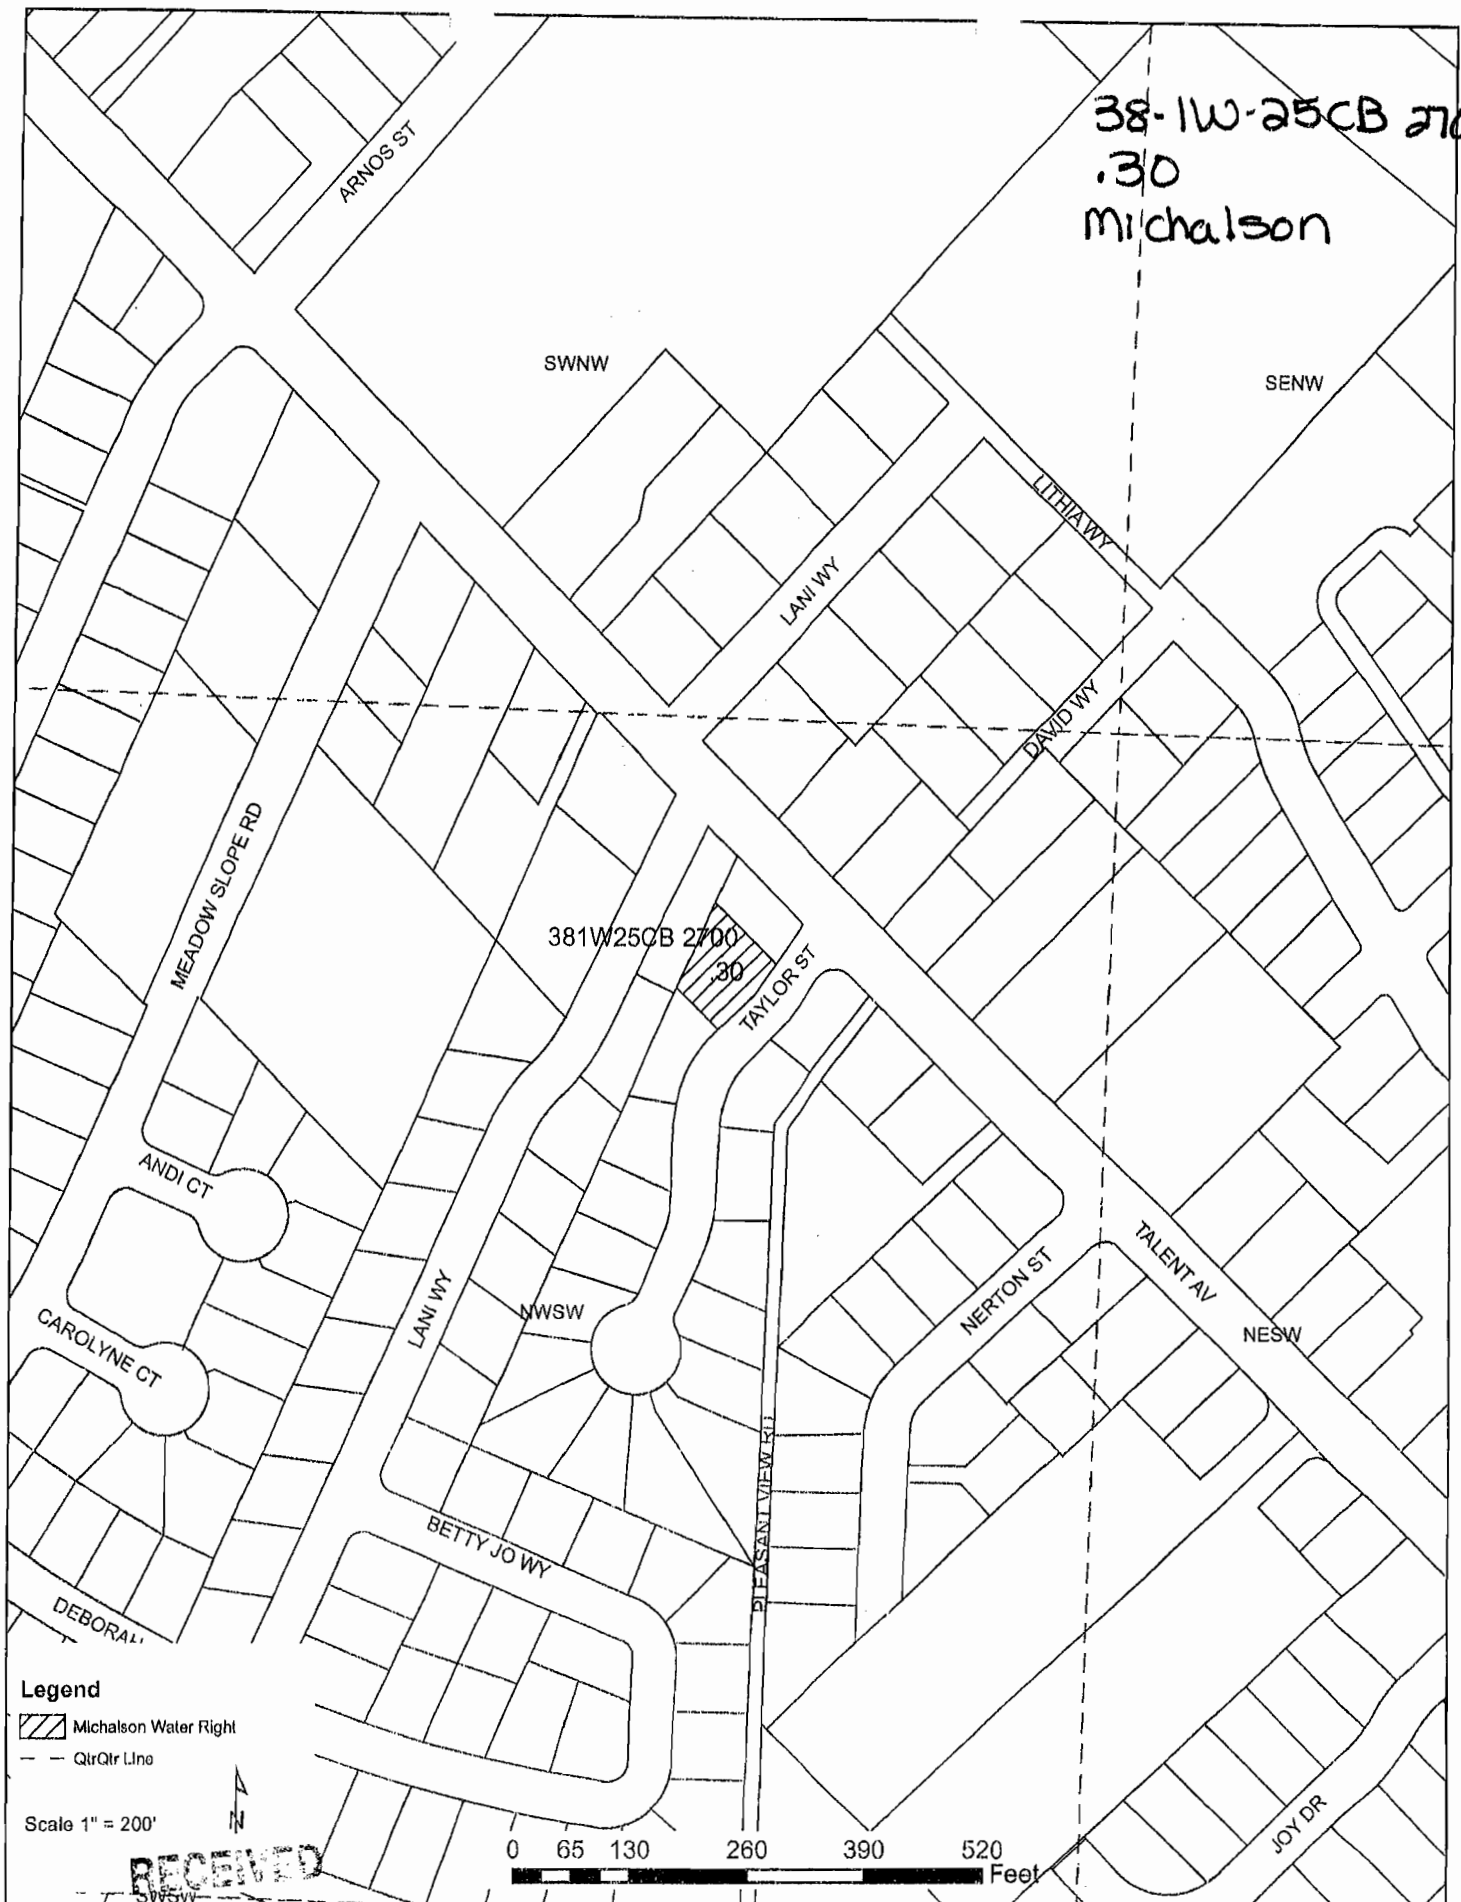 38-1W-25CB
.30
Michalson
ARNOS ST
SWNW
SENW
LITHIA WY
LANI WY
DAVID WY
MEADOW SLOPE RD
381W25CB 2700
.30
TAYLOR ST
ANDI CT
TALENT AV
NERTON ST
LANI WY
NWSW
NESW
CAROLYNE CT
PLEASANT VIEW RD
BETTY JO WY
DEBORAH
Legend
Michalson Water Right
QtrQtr Line
N
Scale 1" = 200'
JOY DR
0 65 130 260 390 520
Feet
RECEIVED
SWSW